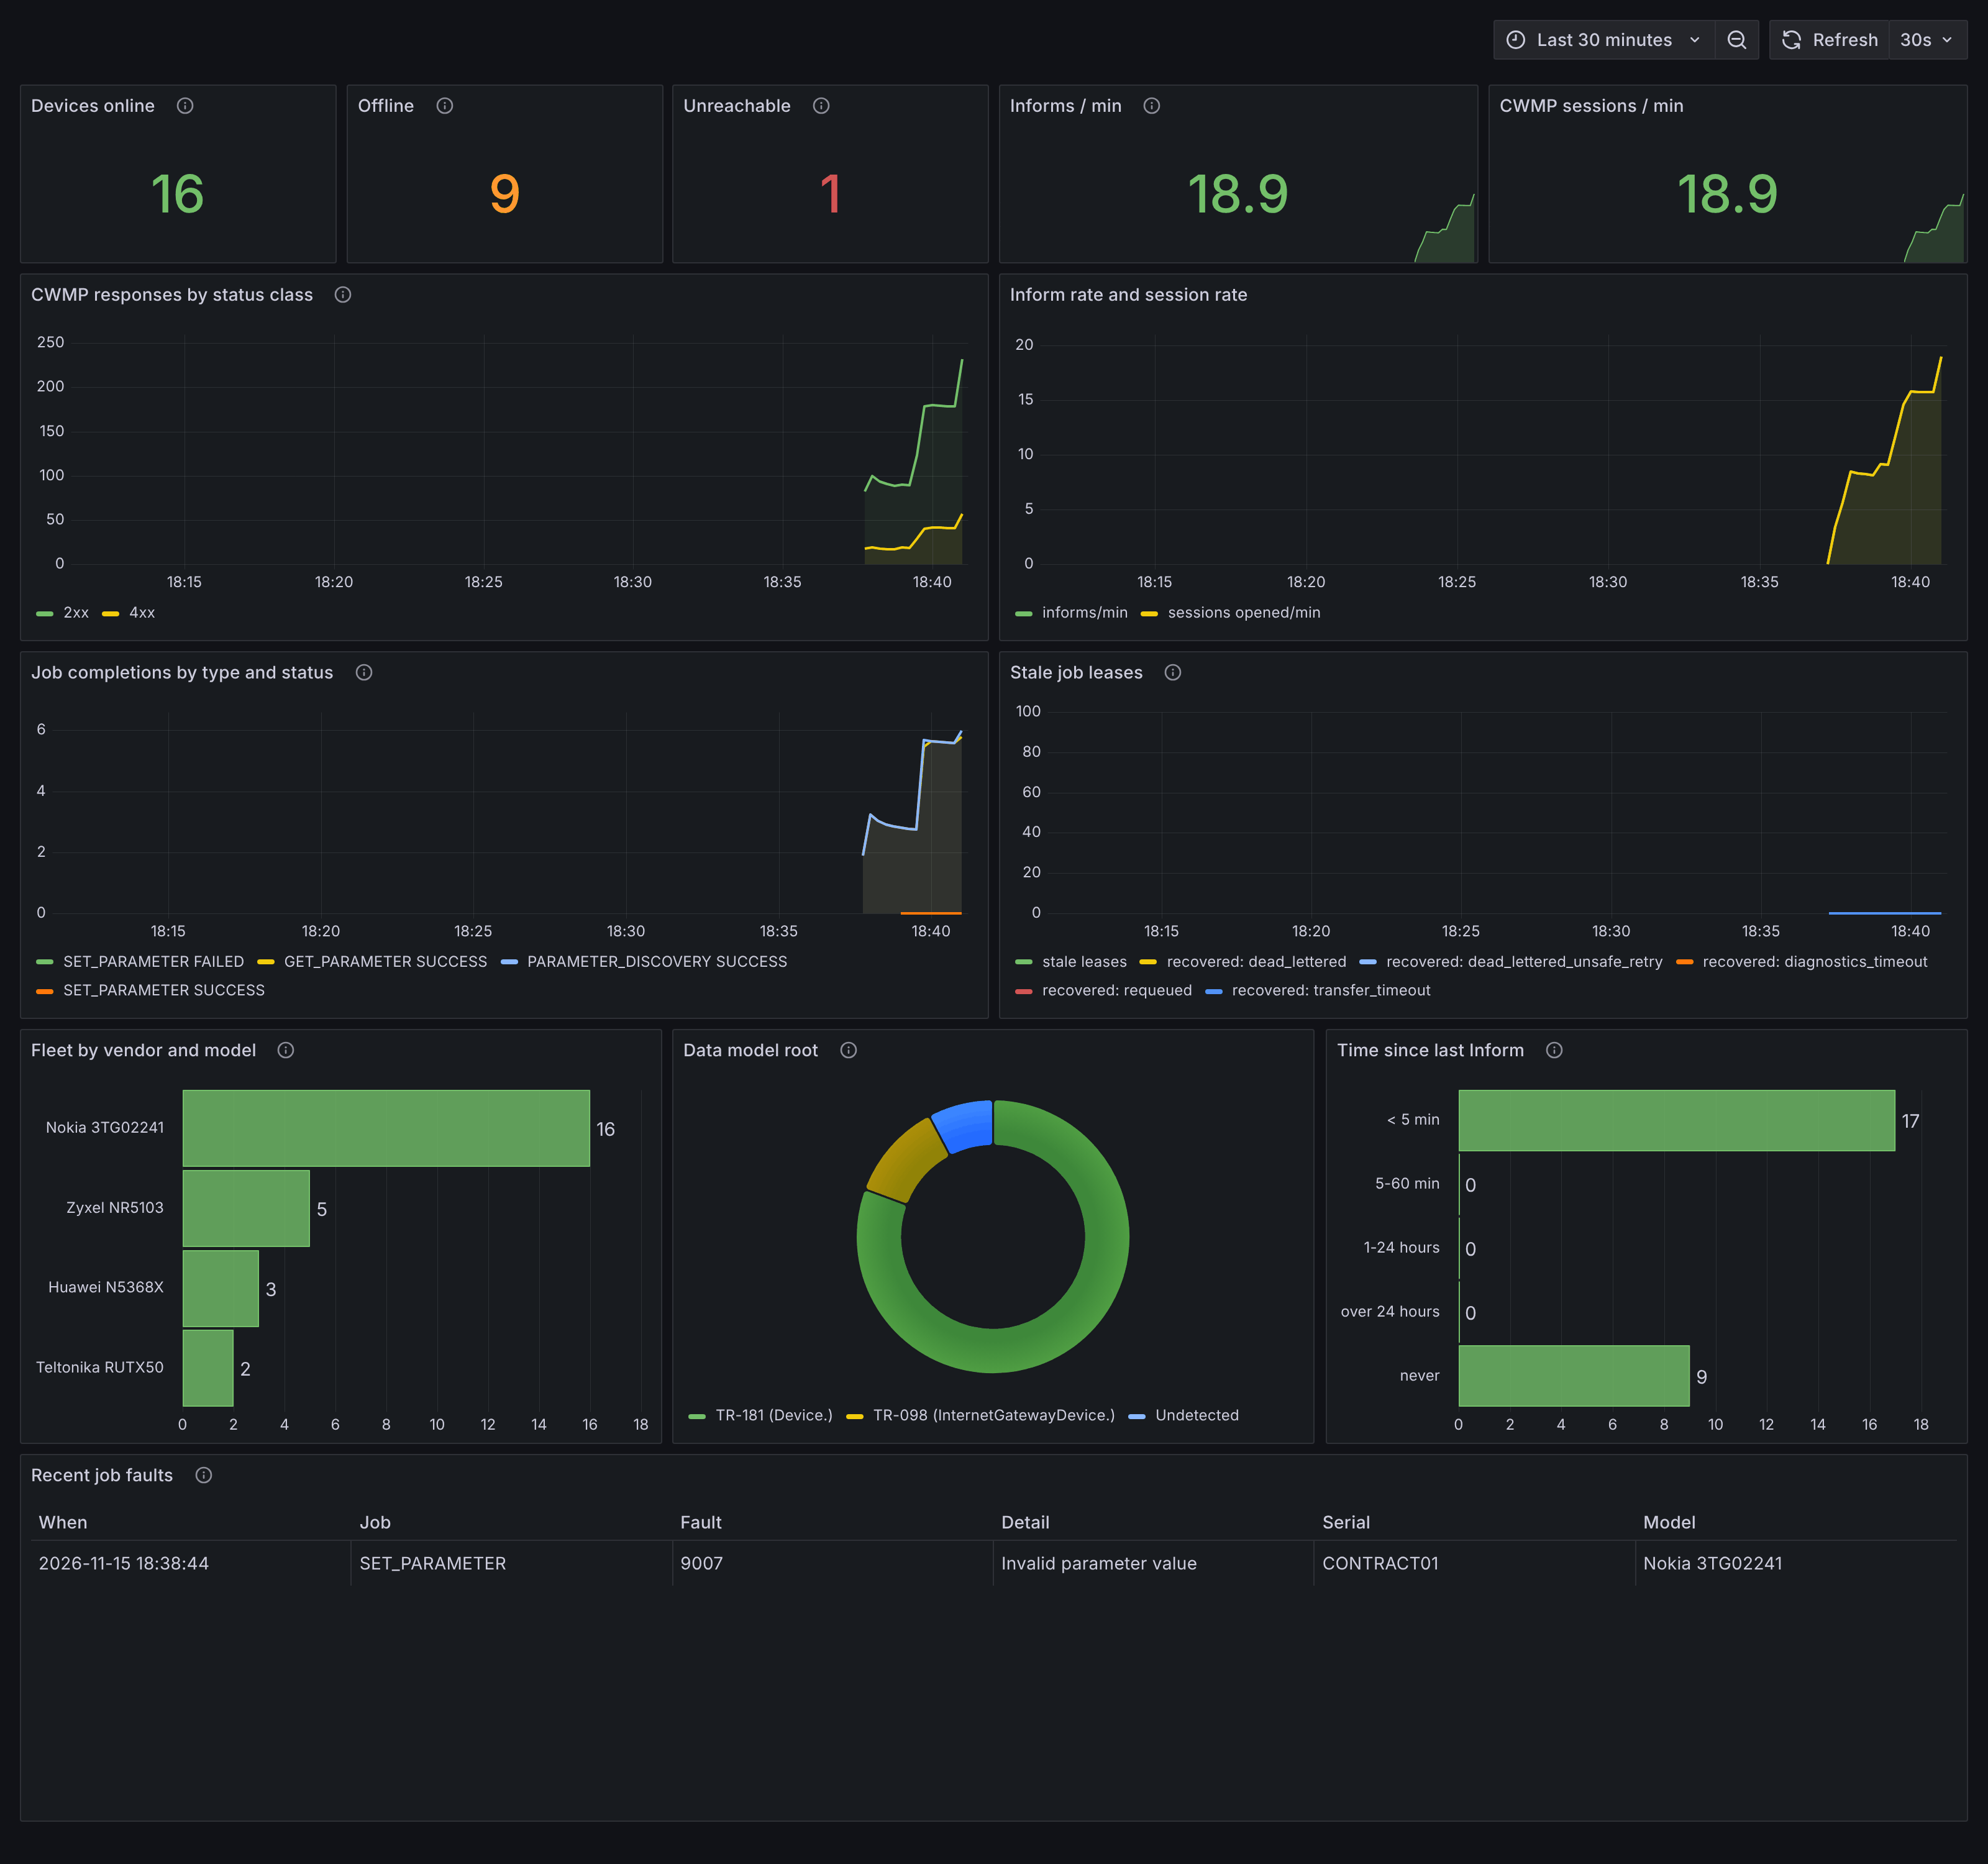 Last 30 minutes Refresh 30s
Devices online Offline Unreachable Informs / min CWMP sessions / min
16 9 1 18.9 18.9
CWMP responses by status class
250
200
150
100
50
0
18:15 18:20 18:25 18:30 18:35 18:40
2xx 4xx
Inform rate and session rate
20
15
10
5
0
18:15 18:20 18:25 18:30 18:35 18:40
informs/min sessions opened/min
Job completions by type and status
6
4
2
0
18:15 18:20 18:25 18:30 18:35 18:40
SET_PARAMETER FAILED GET_PARAMETER SUCCESS PARAMETER_DISCOVERY SUCCESS
SET_PARAMETER SUCCESS
Stale job leases
100
80
60
40
20
0
18:15 18:20 18:25 18:30 18:35 18:40
stale leases recovered: dead_lettered recovered: dead_lettered_unsafe_retry recovered: diagnostics_timeout
recovered: requeued recovered: transfer_timeout
Fleet by vendor and model
Nokia 3TG02241 16
Zyxel NR5103 5
Huawei N5368X 3
Teltonika RUTX50 2
0 2 4 6 8 10 12 14 16 18
Data model root
TR-181 (Device.) TR-098 (InternetGatewayDevice.) Undetected
Time since last Inform
< 5 min 17
5-60 min 0
1-24 hours 0
over 24 hours 0
never 9
0 2 4 6 8 10 12 14 16 18
Recent job faults
When Job Fault Detail Serial Model
2026-11-15 18:38:44 SET_PARAMETER 9007 Invalid parameter value CONTRACT01 Nokia 3TG02241